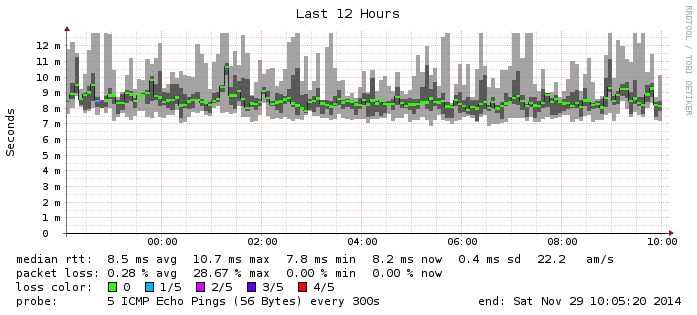 Last 12 Hours
RRDTOOL / TOBI OETIKER
Seconds
12 m
11 m
10 m
9 m
8 m
7 m
6 m
5 m
4 m
3 m
2 m
1 m
0
00:00 02:00 04:00 06:00 08:00 10:00
median rtt: 8.5 ms avg 10.7 ms max 7.8 ms min 8.2 ms now 0.4 ms sd 22.2 am/s
packet loss: 0.28 % avg 28.67 % max 0.00 % min 0.00 % now
loss color: 0 1/5 2/5 3/5 4/5
probe: 5 ICMP Echo Pings (56 Bytes) every 300s end: Sat Nov 29 10:05:20 2014